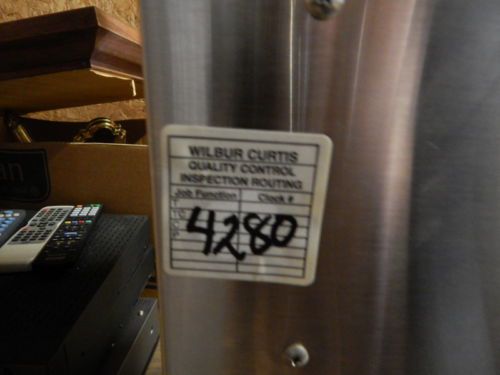 WILBUR CURTIS
QUALITY CONTROL
INSPECTION ROUTING
Job Function Clock #
4280